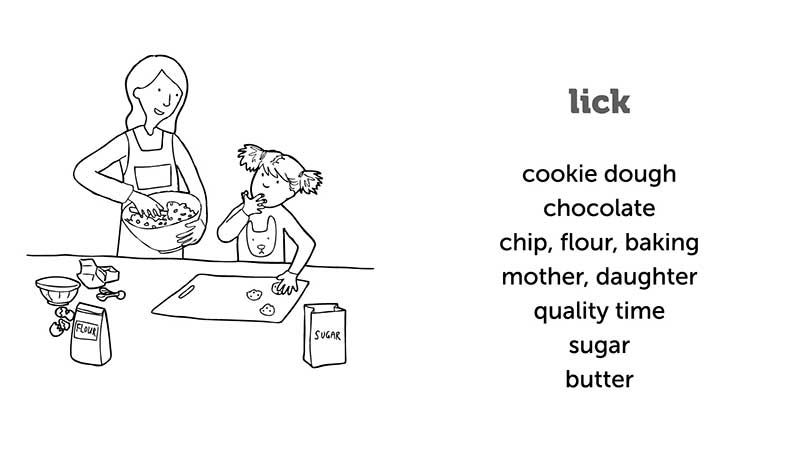 lick
cookie dough
chocolate
chip, flour, baking
mother, daughter
quality time
sugar
butter
FLOUR
SUGAR